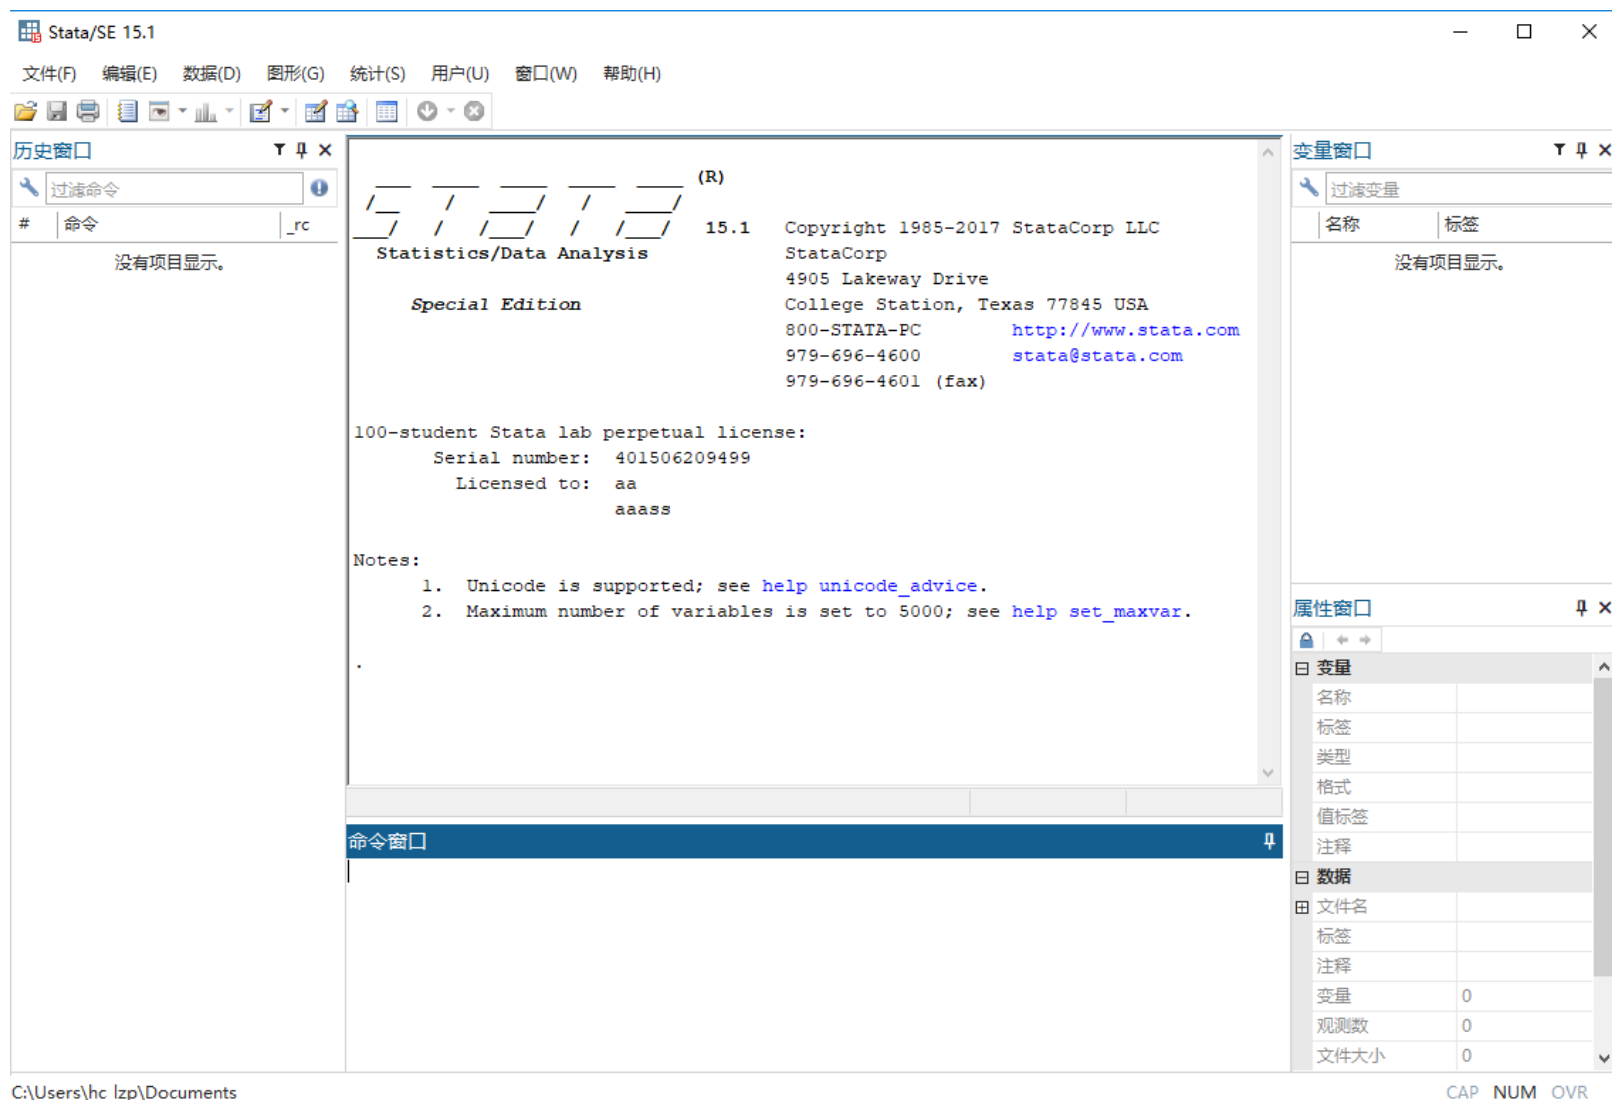 Stata/SE 15.1
文件(F) 编辑(E) 数据(D) 图形(G) 统计(S) 用户(U) 窗口(W) 帮助(H)
历史窗口
过滤命令
# 命令 _rc
没有项目显示。
(R)
Stata
15.1 Copyright 1985-2017 StataCorp LLC
Statistics/Data Analysis StataCorp
4905 Lakeway Drive
Special Edition College Station, Texas 77845 USA
800-STATA-PC http://www.stata.com
979-696-4600 stata@stata.com
979-696-4601 (fax)
100-student Stata lab perpetual license:
Serial number: 401506209499
Licensed to: aa
aaass
Notes:
1. Unicode is supported; see help unicode_advice.
2. Maximum number of variables is set to 5000; see help set_maxvar.
.
命令窗口
变量窗口
过滤变量
名称 标签
没有项目显示。
属性窗口
变量
名称
标签
类型
格式
值标签
注释
数据
文件名
标签
注释
变量 0
观测数 0
文件大小 0
C:\Users\hc_lzp\Documents
CAP NUM OVR